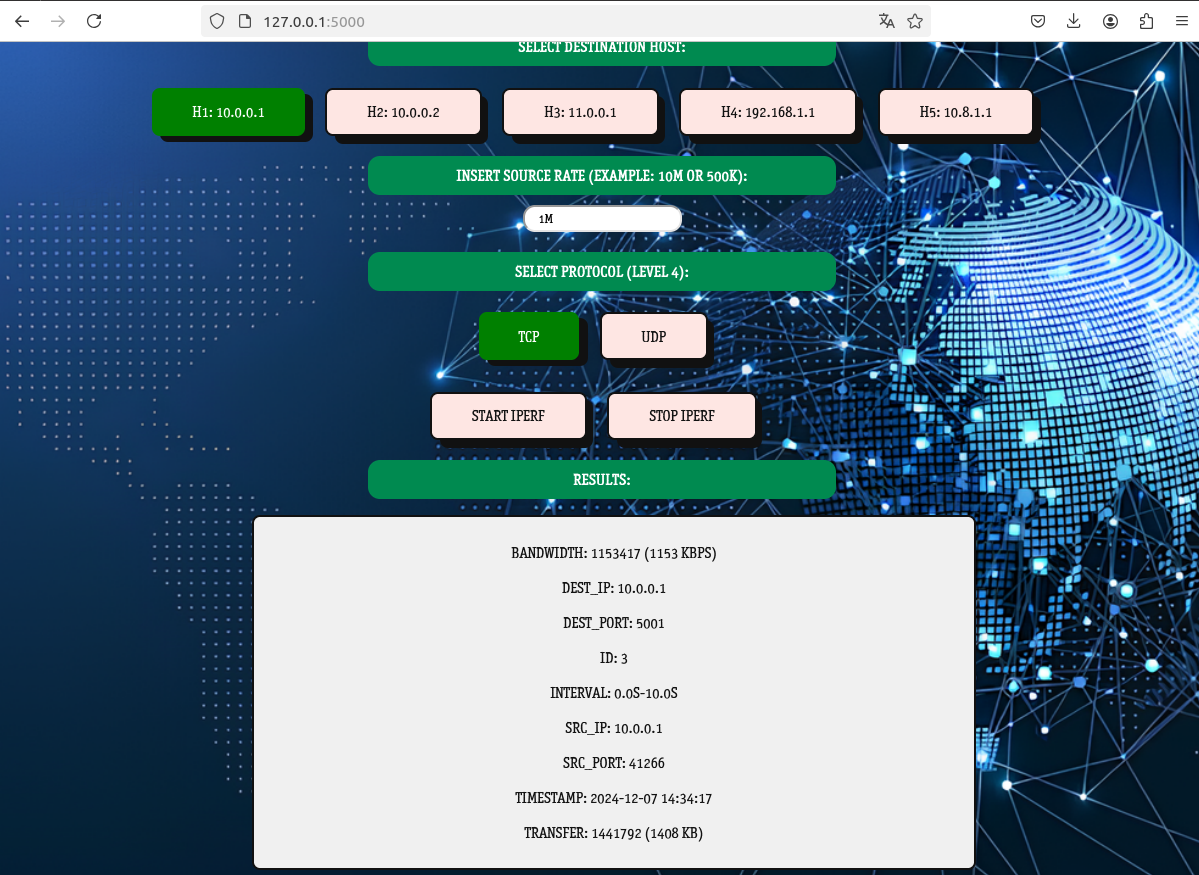 127.0.0.1:5000
SELECT DESTINATION HOST:
H1: 10.0.0.1 H2: 10.0.0.2 H3: 11.0.0.1 H4: 192.168.1.1 H5: 10.8.1.1
INSERT SOURCE RATE (EXAMPLE: 10M OR 500K):
1M
SELECT PROTOCOL (LEVEL 4):
TCP UDP
START IPERF STOP IPERF
RESULTS:
BANDWIDTH: 1153417 (1153 KBPS)
DEST_IP: 10.0.0.1
DEST_PORT: 5001
ID: 3
INTERVAL: 0.0S-10.0S
SRC_IP: 10.0.0.1
SRC_PORT: 41266
TIMESTAMP: 2024-12-07 14:34:17
TRANSFER: 1441792 (1408 KB)